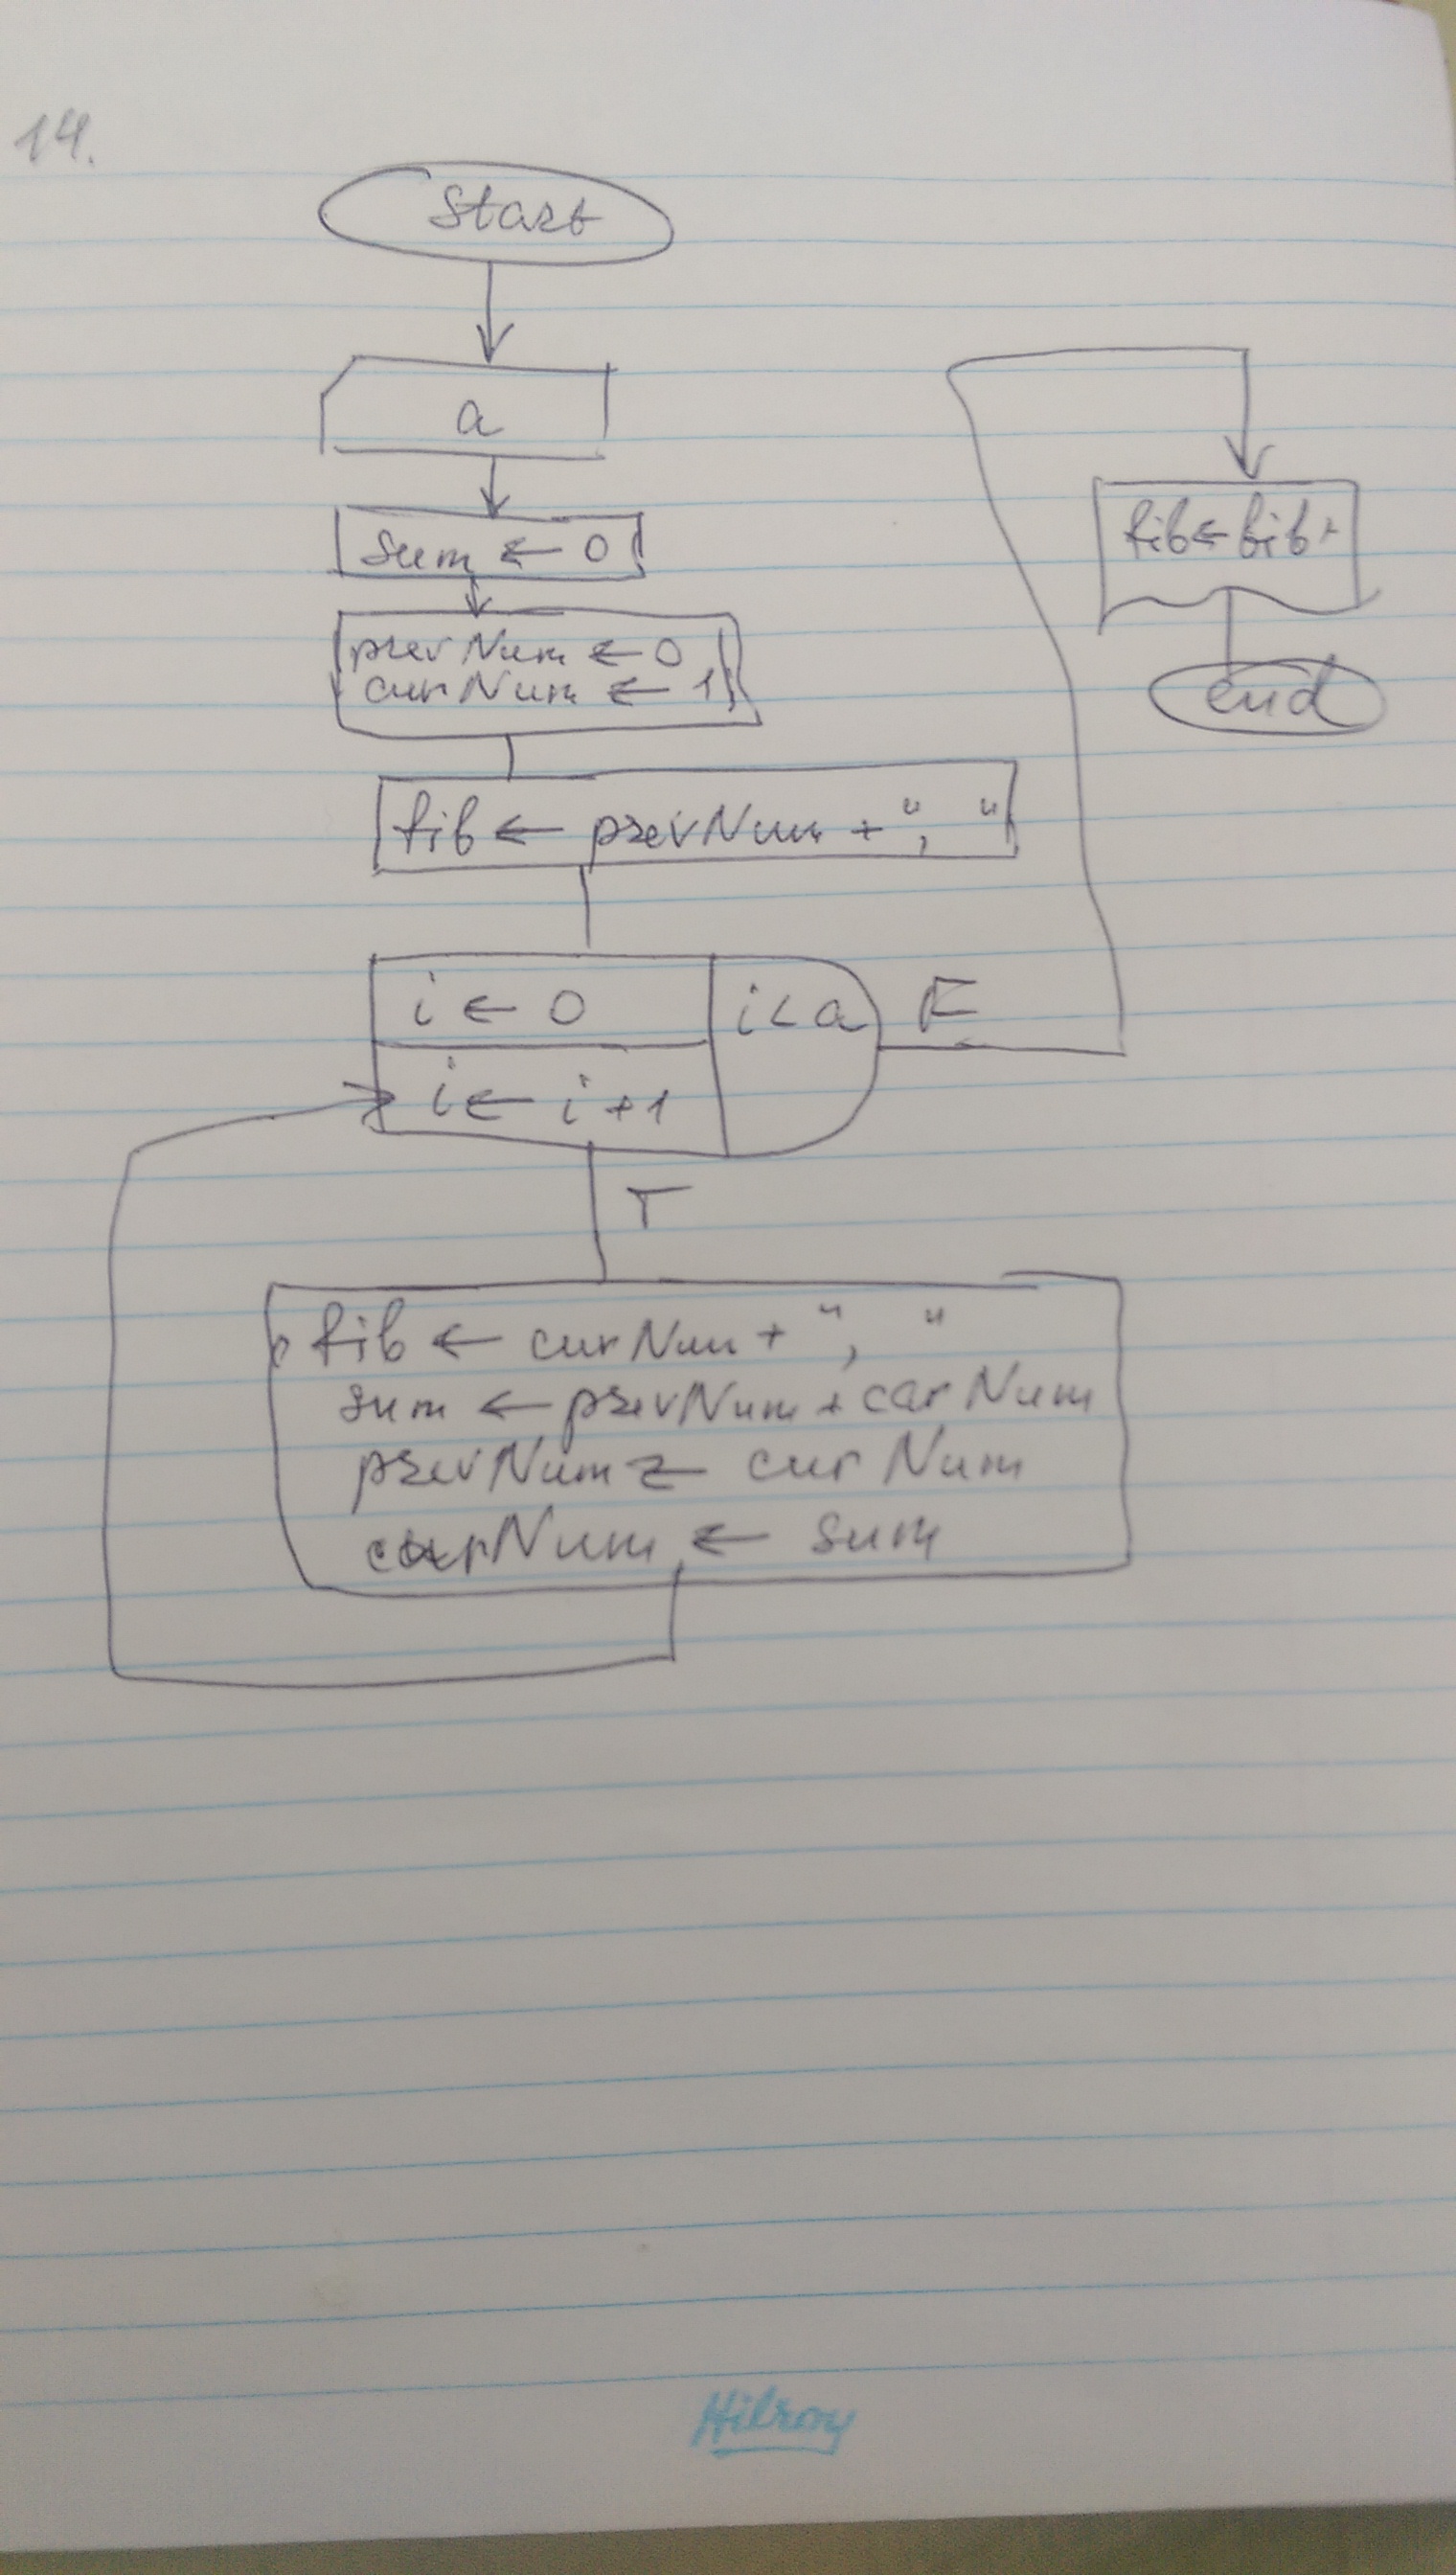 14.
Start
a
sum ← 0
prevNum ← 0
curNum ← 1
fib ← prevNum + ", "
i ← 0
i < a
F
i ← i + 1
T
fib ← curNum + ", "
sum ← prevNum + curNum
prevNum ← curNum
curNum ← sum
fib ← fib +
end
Hilroy